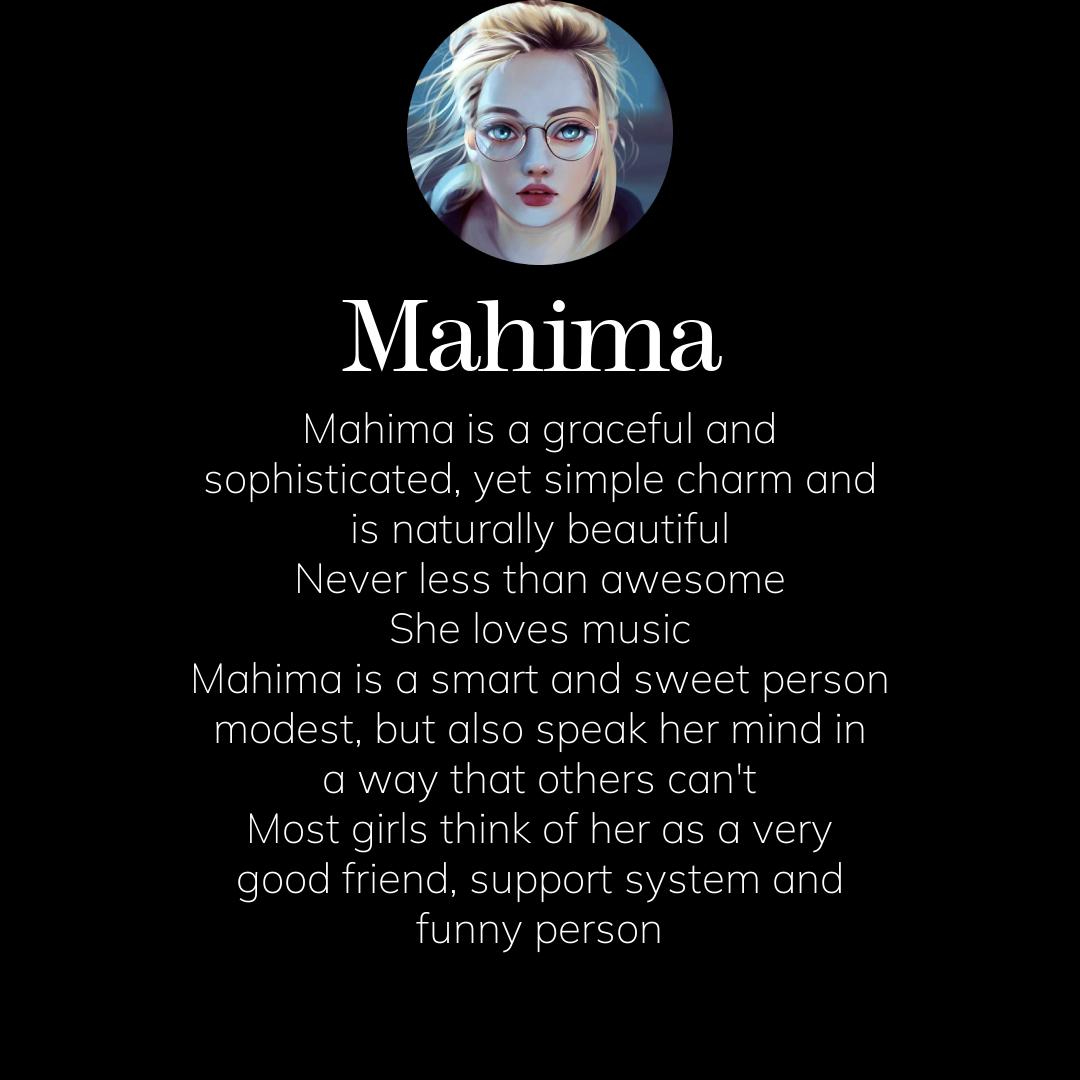 Mahima
Mahima is a graceful and
sophisticated, yet simple charm and
is naturally beautiful
Never less than awesome
She loves music
Mahima is a smart and sweet person
modest, but also speak her mind in
a way that others can't
Most girls think of her as a very
good friend, support system and
funny person